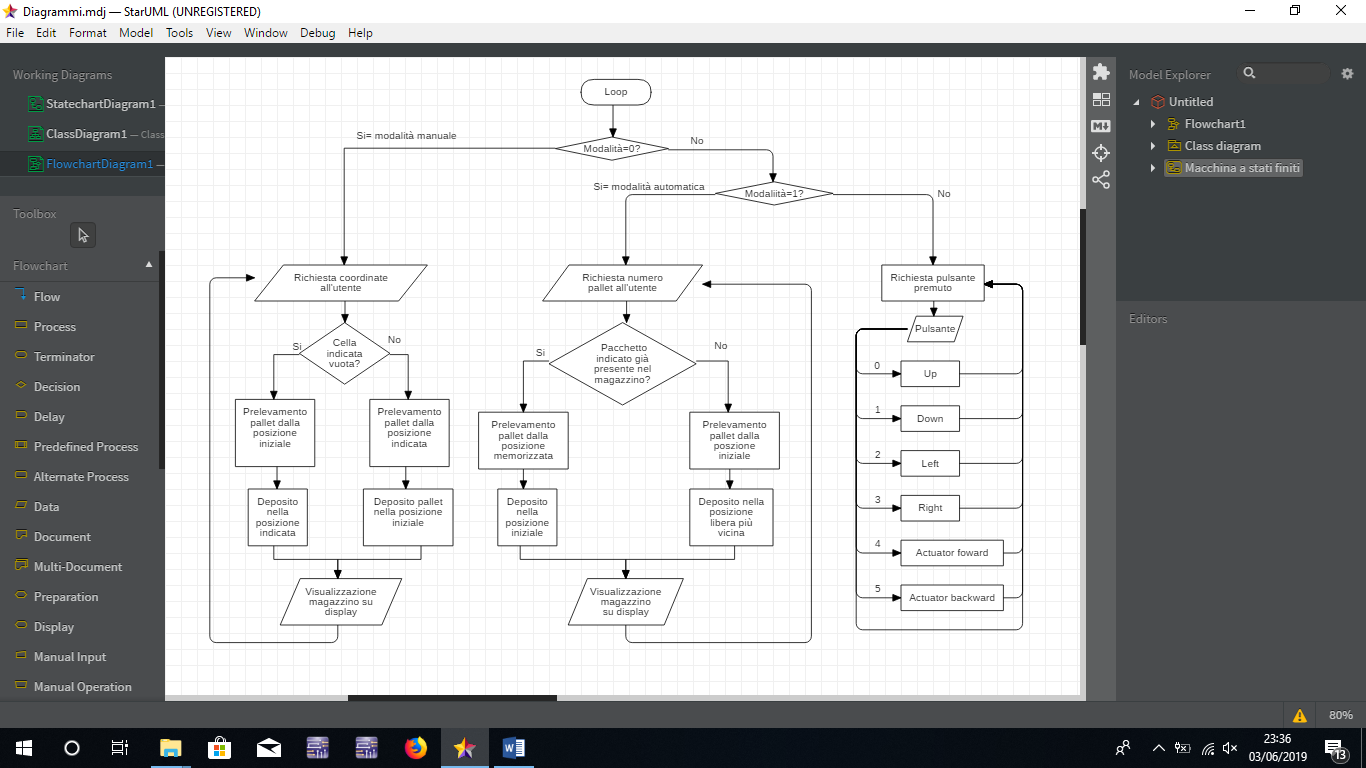 Diagrammi.mdj — StarUML (UNREGISTERED)
File Edit Format Model Tools View Window Debug Help
Working Diagrams
StatechartDiagram1 —
ClassDiagram1 — Class
FlowchartDiagram1 —
Toolbox
Flowchart
Flow
Process
Terminator
Decision
Delay
Predefined Process
Alternate Process
Data
Document
Multi-Document
Preparation
Display
Manual Input
Manual Operation
Loop
Modalità=0?
Si= modalità manuale
No
Modaliità=1?
Si= modalità automatica
No
Richiesta coordinate
all'utente
Cella
indicata
vuota?
Si
No
Prelevamento
pallet dalla
posizione
iniziale
Prelevamento
pallet dalla
posizione
indicata
Deposito
nella
posizione
indicata
Deposito pallet
nella posizione
iniziale
Visualizzazione
magazzino su
display
Richiesta numero
pallet all'utente
Pacchetto
indicato già
presente nel
magazzino?
Si
No
Prelevamento
pallet dalla
posizione
memorizzata
Prelevamento
pallet dalla
poszione
iniziale
Deposito
nella
posizione
iniziale
Deposito nella
posizione
libera più
vicina
Visualizzazione
magazzino
su display
Richiesta pulsante
premuto
Pulsante
0
Up
1
Down
2
Left
3
Right
4
Actuator foward
5
Actuator backward
M
Model Explorer
Untitled
Flowchart1
Class diagram
Macchina a stati finiti
Editors
80%
W
23:36
03/06/2019
13